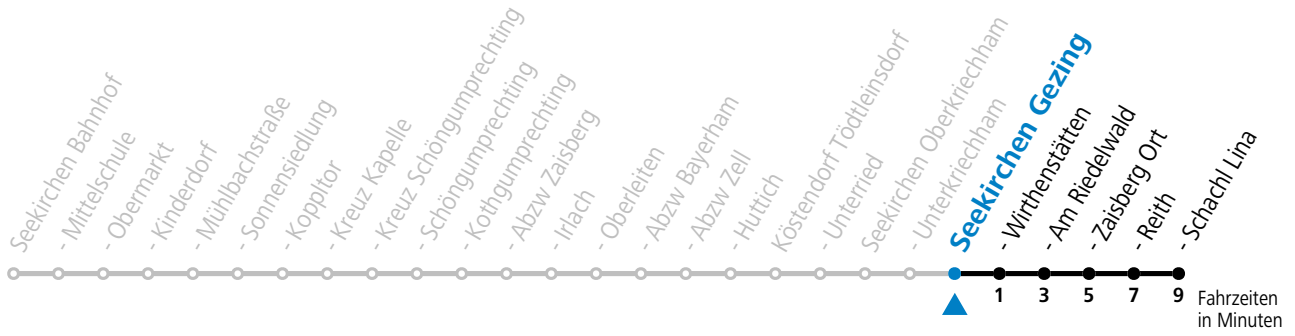 Seekirchen Bahnhof
- Mittelschule
- Obermarkt
- Kinderdorf
- Mühlbachstraße
- Sonnensiedlung
- Koppltor
- Kreuz Kapelle
- Kreuz Schöngumprechting
- Schöngumprechting
- Kothgumprechting
- Abzw Zaisberg
- Irlach
- Oberleiten
- Abzw Bayerham
- Abzw Zell
- Huttich
Köstendorf Tödtleinsdorf
- Unterried
Seekirchen Oberkriechham
- Unterkriechham
Seekirchen Gezing
- Wirthenstätten
- Am Riedelwald
- Zaisberg Ort
- Reith
- Schachl Lina
1 3 5 7 9 Fahrzeiten
in Minuten